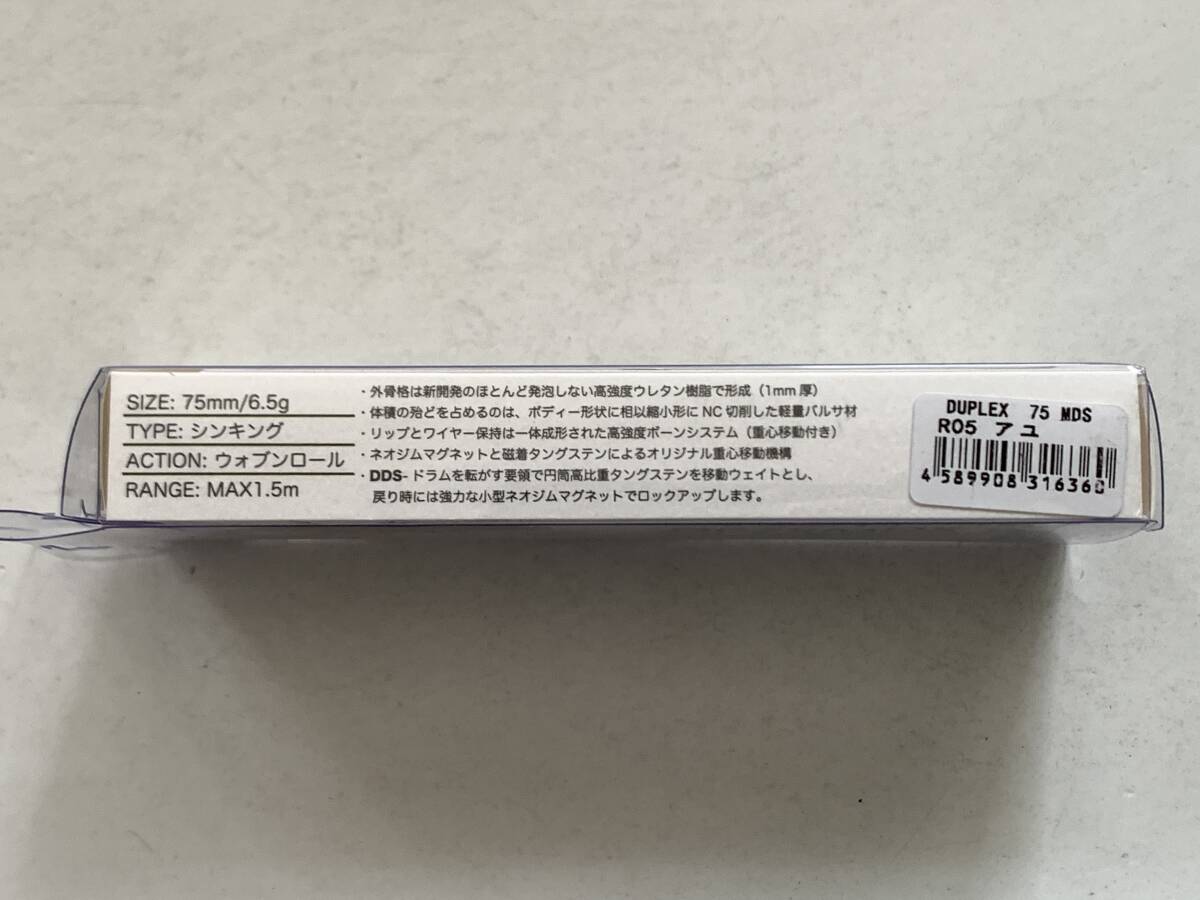 SIZE: 75mm/6.5g
TYPE: シンキング
ACTION: ウォブンロール
RANGE: MAX1.5m
・外骨格は新開発のほとんど発泡しない高強度ウレタン樹脂で形成（1mm厚）
・体積の殆どを占めるのは、ボディー形状に相以縮小形に NC 切削した軽量バルサ材
・リップとワイヤー保持は一体成形された高強度ボーンシステム（重心移動付き）
・ネオジムマグネットと磁着タングステンによるオリジナル重心移動機構
・DDS- ドラムを転がす要領で円筒高比重タングステンを移動ウェイトとし、
戻り時には強力な小型ネオジムマグネットでロックアップします。
DUPLEX 75 MDS
R05 アユ
4 589908 316360